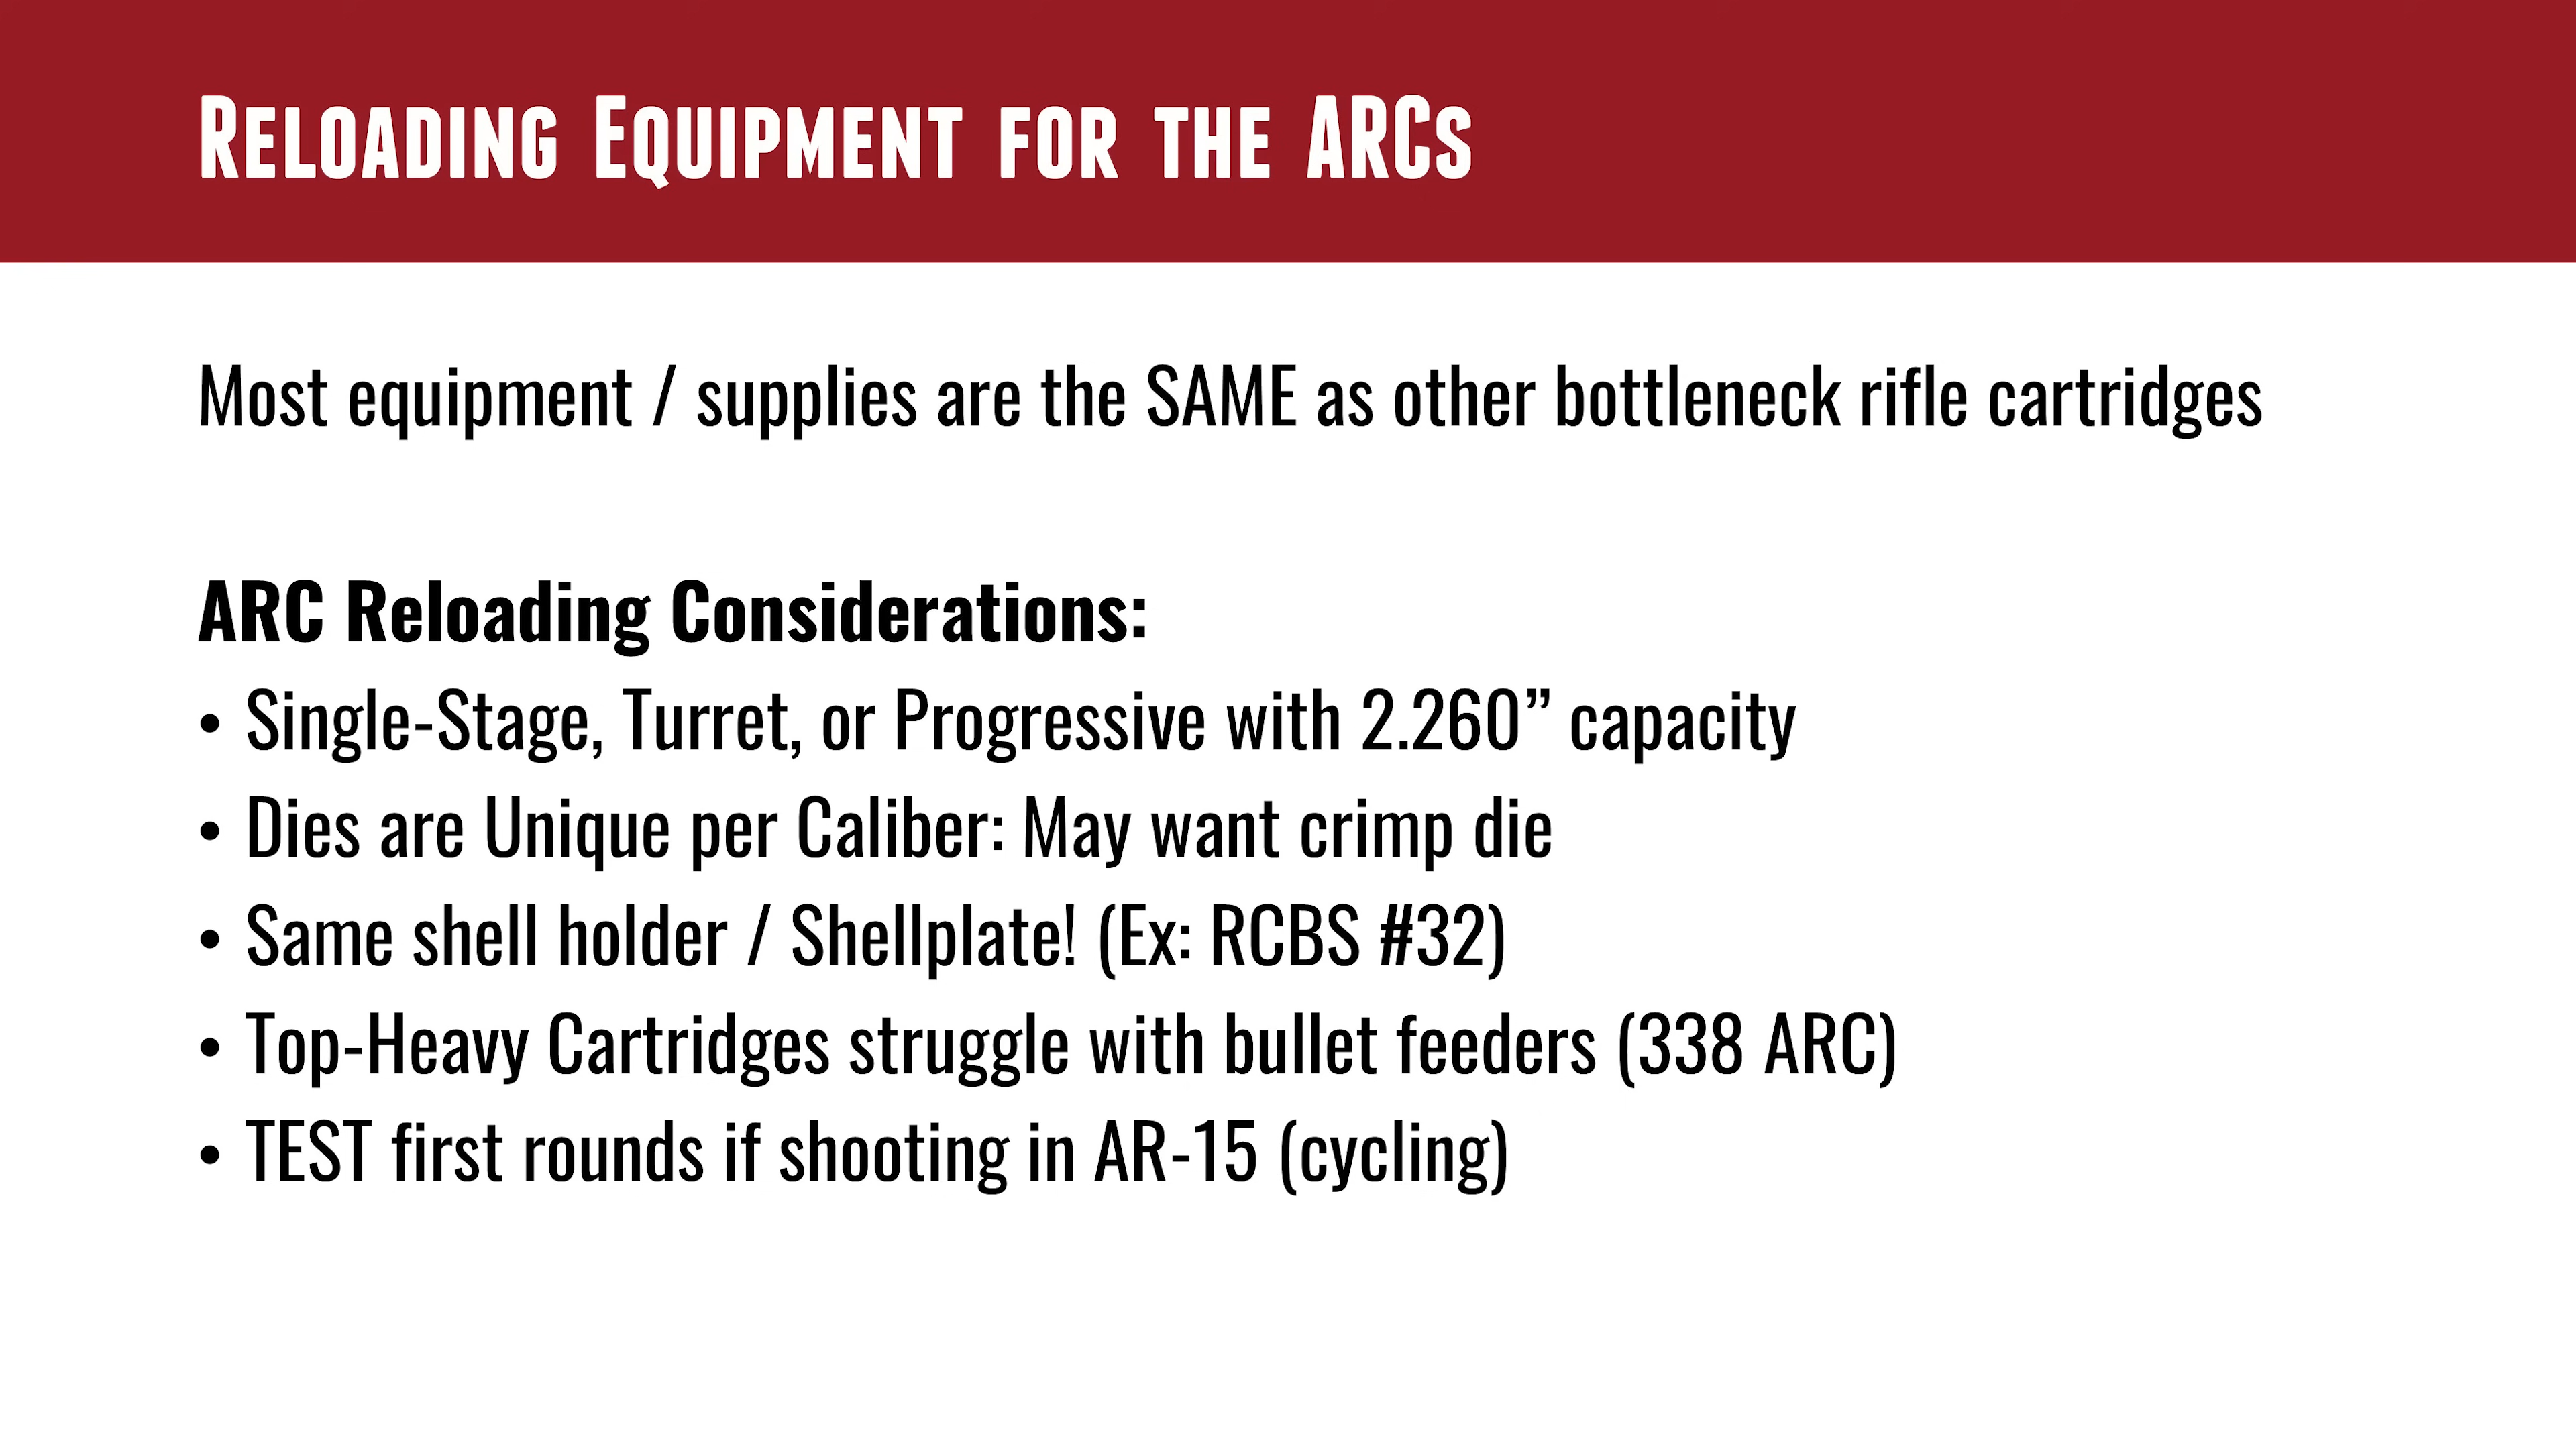 Reloading Equipment for the ARCs
Most equipment / supplies are the SAME as other bottleneck rifle cartridges
ARC Reloading Considerations:
• Single-Stage, Turret, or Progressive with 2.260” capacity
• Dies are Unique per Caliber: May want crimp die
• Same shell holder / Shellplate! (Ex: RCBS #32)
• Top-Heavy Cartridges struggle with bullet feeders (338 ARC)
• TEST first rounds if shooting in AR-15 (cycling)